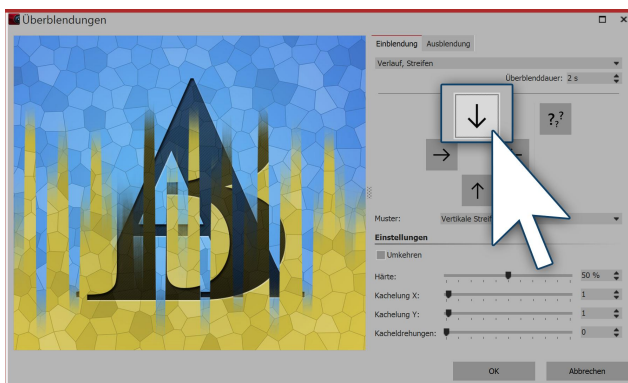 Überblendungen
Einblendung Ausblendung
Verlauf, Streifen
Überblenddauer: 2 s
↓
??
?
→
↑
Muster: Vertikale Streif
Einstellungen
Umkehren
Härte: 50 %
Kachelung X: 1
Kachelung Y: 1
Kacheldrehungen: 0
OK Abbrechen